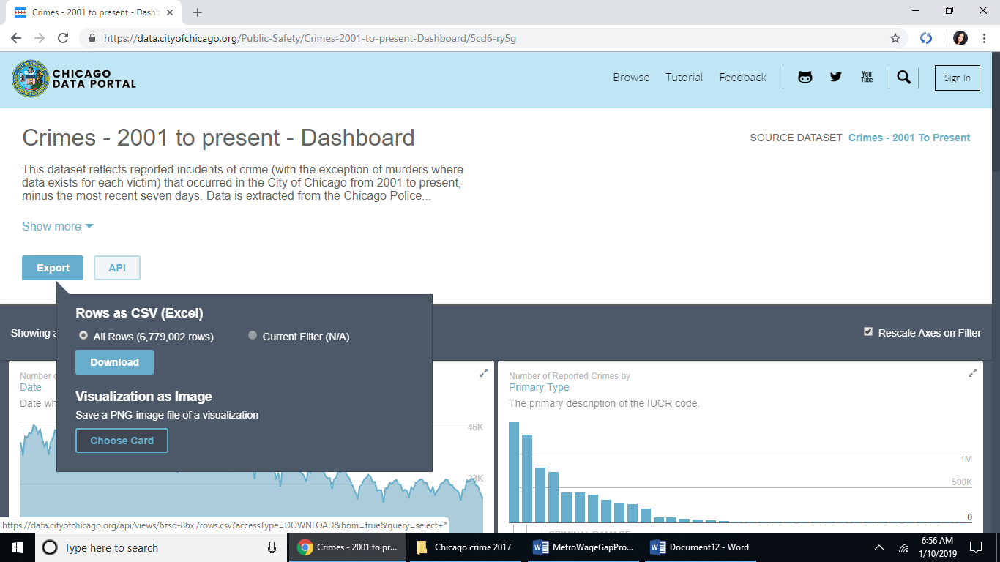 Crimes - 2001 to present - Dashb
https://data.cityofchicago.org/Public-Safety/Crimes-2001-to-present-Dashboard/5cd6-ry5g
CHICAGO
DATA PORTAL
Browse Tutorial Feedback You Tube Sign In
Crimes - 2001 to present - Dashboard
SOURCE DATASET Crimes - 2001 To Present
This dataset reflects reported incidents of crime (with the exception of murders where
data exists for each victim) that occurred in the City of Chicago from 2001 to present,
minus the most recent seven days. Data is extracted from the Chicago Police...
Show more
Export API
Rows as CSV (Excel)
Showing a
All Rows (6,779,002 rows) Current Filter (N/A)
Rescale Axes on Filter
Download
Number o
Date
Date wh
Number of Reported Crimes by
Primary Type
The primary description of the IUCR code.
Visualization as Image
Save a PNG-image file of a visualization
Choose Card
46K
23K
1M
500K
0
CRIMINAL DAMAGE
https://data.cityofchicago.org/api/views/6zsd-86xi/rows.csv?accessType=DOWNLOAD&bom=true&query=select+*
Type here to search
Crimes - 2001 to pr...
Chicago crime 2017
MetroWageGapPro...
Document12 - Word
6:56 AM
1/10/2019